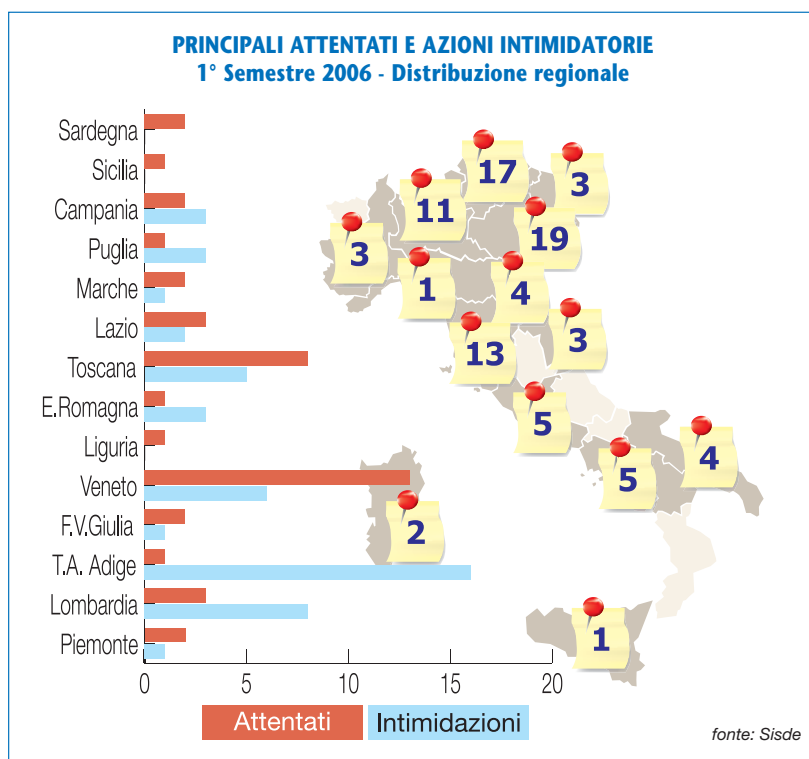 PRINCIPALI ATTENTATI E AZIONI INTIMIDATORIE
1° Semestre 2006 - Distribuzione regionale
Sardegna
Sicilia
Campania
Puglia
Marche
Lazio
Toscana
E.Romagna
Liguria
Veneto
F.V.Giulia
T.A. Adige
Lombardia
Piemonte
0 5 10 15 20
Attentati Intimidazioni
17
3
11
19
3
1
4
13
3
5
4
5
2
1
fonte: Sisde